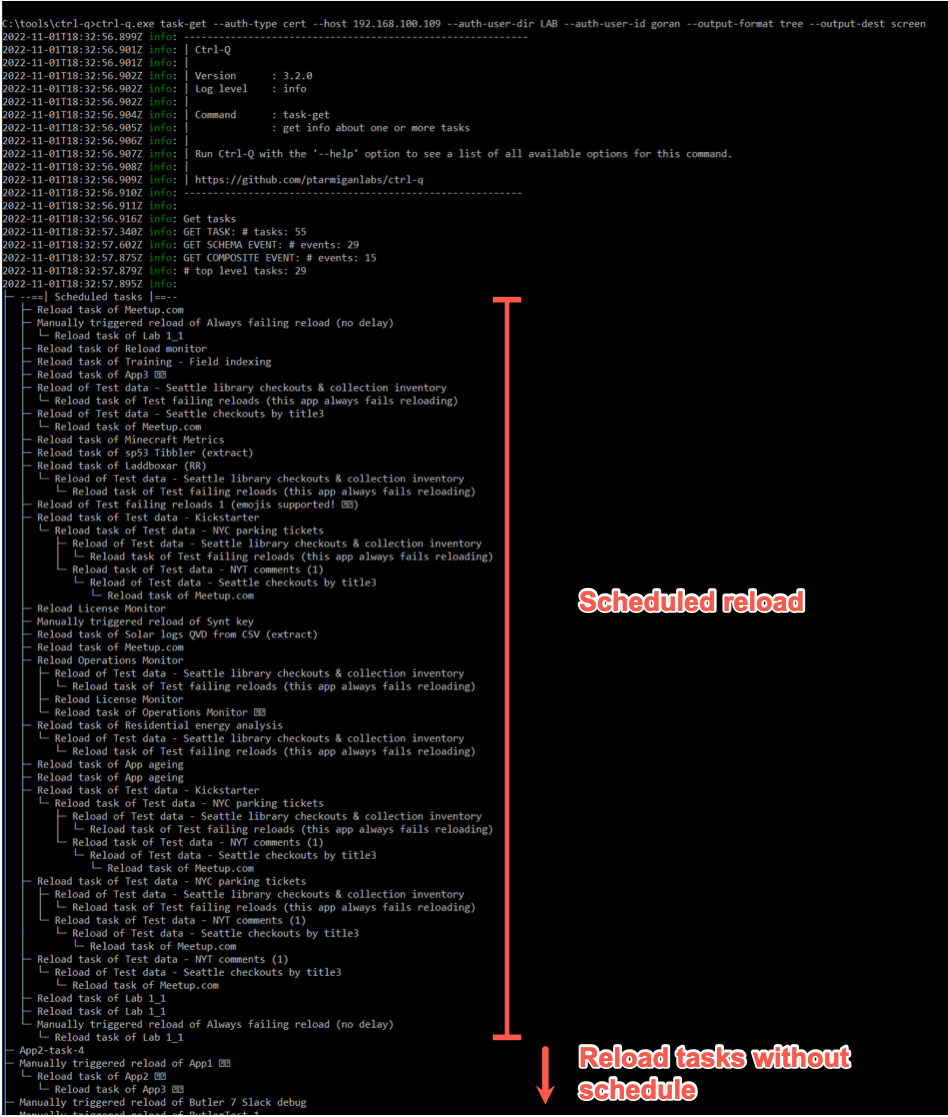 C:\tools\ctrl-q>ctrl-q.exe task-get --auth-type cert --host 192.168.100.109 --auth-user-dir LAB --auth-user-id goran --output-format tree --output-dest screen
2022-11-01T18:32:56.899Z info: --------------------------------------------------------
2022-11-01T18:32:56.901Z info: | Ctrl-Q
2022-11-01T18:32:56.901Z info: |
2022-11-01T18:32:56.902Z info: | Version      : 3.2.0
2022-11-01T18:32:56.902Z info: | Log level    : info
2022-11-01T18:32:56.902Z info: |
2022-11-01T18:32:56.904Z info: | Command      : task-get
2022-11-01T18:32:56.905Z info: |              : get info about one or more tasks
2022-11-01T18:32:56.906Z info: |
2022-11-01T18:32:56.907Z info: | Run Ctrl-Q with the '--help' option to see a list of all available options for this command.
2022-11-01T18:32:56.908Z info: |
2022-11-01T18:32:56.909Z info: | https://github.com/ptarmiganlabs/ctrl-q
2022-11-01T18:32:56.910Z info: --------------------------------------------------------
2022-11-01T18:32:56.911Z info:
2022-11-01T18:32:56.916Z info: Get tasks
2022-11-01T18:32:57.340Z info: GET TASK: # tasks: 55
2022-11-01T18:32:57.602Z info: GET SCHEMA EVENT: # events: 29
2022-11-01T18:32:57.875Z info: GET COMPOSITE EVENT: # events: 15
2022-11-01T18:32:57.879Z info: # top level tasks: 29
2022-11-01T18:32:57.895Z info:
├─ --==| Scheduled tasks |==--
│  ├─ Reload task of Meetup.com
│  ├─ Manually triggered reload of Always failing reload (no delay)
│  │  └─ Reload task of Lab 1_1
│  ├─ Reload task of Reload monitor
│  ├─ Reload task of Training - Field indexing
│  ├─ Reload task of App3
│  ├─ Reload of Test data - Seattle library checkouts & collection inventory
│  │  └─ Reload task of Test failing reloads (this app always fails reloading)
│  ├─ Reload of Test data - Seattle checkouts by title3
│  │  └─ Reload task of Meetup.com
│  ├─ Reload task of Minecraft Metrics
│  ├─ Reload task of sp53 Tibbler (extract)
│  ├─ Reload task of Laddboxar (RR)
│  │  └─ Reload of Test data - Seattle library checkouts & collection inventory
│  │     └─ Reload task of Test failing reloads (this app always fails reloading)
│  ├─ Reload of Test failing reloads 1 (emojis supported! )
│  ├─ Reload task of Test data - Kickstarter
│  │  └─ Reload task of Test data - NYC parking tickets
│  │     ├─ Reload of Test data - Seattle library checkouts & collection inventory
│  │     │  └─ Reload task of Test failing reloads (this app always fails reloading)
│  │     └─ Reload task of Test data - NYT comments (1)
│  │        └─ Reload of Test data - Seattle checkouts by title3
│  │           └─ Reload task of Meetup.com
│  ├─ Reload License Monitor
│  ├─ Manually triggered reload of Synt key
│  ├─ Reload task of Solar logs QVD from CSV (extract)
│  ├─ Reload task of Meetup.com
│  ├─ Reload Operations Monitor
│  │  ├─ Reload of Test data - Seattle library checkouts & collection inventory
│  │  │  └─ Reload task of Test failing reloads (this app always fails reloading)
│  │  ├─ Reload License Monitor
│  │  └─ Reload task of Operations Monitor
│  ├─ Reload task of Residential energy analysis
│  │  └─ Reload of Test data - Seattle library checkouts & collection inventory
│  │     └─ Reload task of Test failing reloads (this app always fails reloading)
│  ├─ Reload task of App ageing
│  ├─ Reload task of App ageing
│  ├─ Reload task of Test data - Kickstarter
│  │  └─ Reload task of Test data - NYC parking tickets
│  │     ├─ Reload of Test data - Seattle library checkouts & collection inventory
│  │     │  └─ Reload task of Test failing reloads (this app always fails reloading)
│  │     └─ Reload task of Test data - NYT comments (1)
│  │        └─ Reload of Test data - Seattle checkouts by title3
│  │           └─ Reload task of Meetup.com
│  ├─ Reload task of Test data - NYC parking tickets
│  │  ├─ Reload of Test data - Seattle library checkouts & collection inventory
│  │  │  └─ Reload task of Test failing reloads (this app always fails reloading)
│  │  └─ Reload task of Test data - NYT comments (1)
│  │     └─ Reload of Test data - Seattle checkouts by title3
│  │        └─ Reload task of Meetup.com
│  ├─ Reload task of Test data - NYT comments (1)
│  │  └─ Reload of Test data - Seattle checkouts by title3
│  │     └─ Reload task of Meetup.com
│  ├─ Reload task of Lab 1_1
│  ├─ Reload task of Lab 1_1
│  └─ Manually triggered reload of Always failing reload (no delay)
│     └─ Reload task of Lab 1_1
├─ App2-task-4
├─ Manually triggered reload of App1
│  └─ Reload task of App2
│     └─ Reload task of App3
├─ Manually triggered reload of Butler 7 Slack debug
├─ Manually triggered reload of ButlerTest 1
Scheduled reload
Reload tasks without
schedule